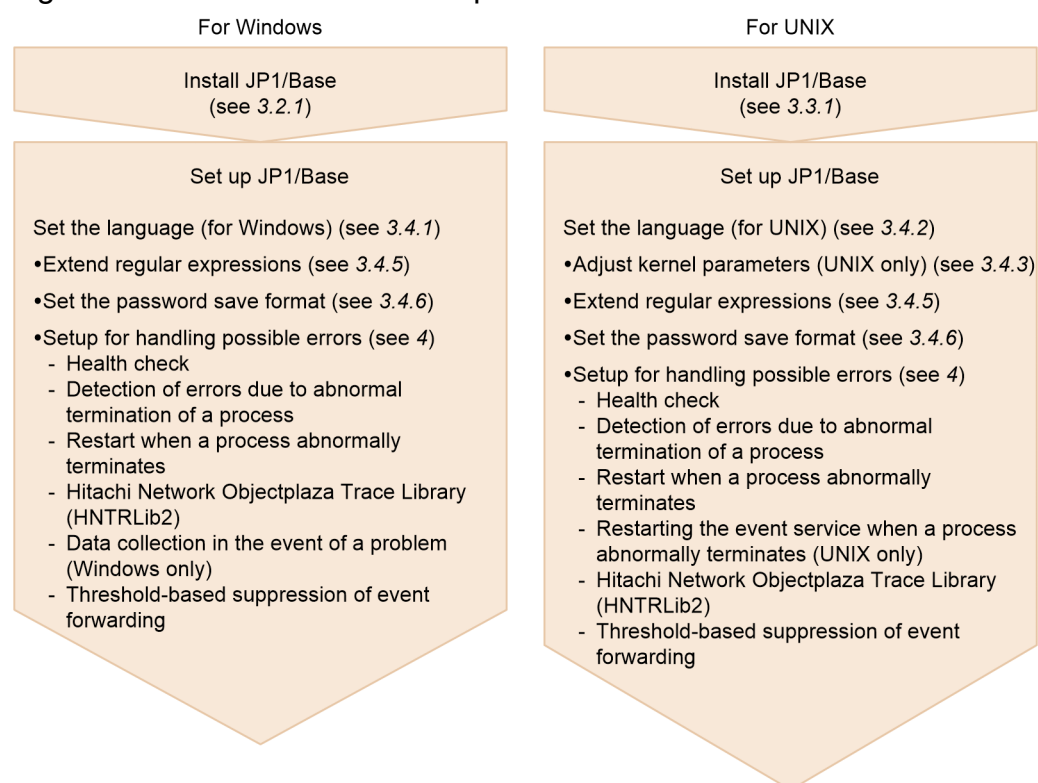 For Windows
Install JP1/Base
(see 3.2.1)
Set up JP1/Base
Set the language (for Windows) (see 3.4.1)
•Extend regular expressions (see 3.4.5)
•Set the password save format (see 3.4.6)
•Setup for handling possible errors (see 4)
- Health check
- Detection of errors due to abnormal
termination of a process
- Restart when a process abnormally
terminates
- Hitachi Network Objectplaza Trace Library
(HNTRLib2)
- Data collection in the event of a problem
(Windows only)
- Threshold-based suppression of event
forwarding
For UNIX
Install JP1/Base
(see 3.3.1)
Set up JP1/Base
Set the language (for UNIX) (see 3.4.2)
•Adjust kernel parameters (UNIX only) (see 3.4.3)
•Extend regular expressions (see 3.4.5)
•Set the password save format (see 3.4.6)
•Setup for handling possible errors (see 4)
- Health check
- Detection of errors due to abnormal
termination of a process
- Restart when a process abnormally
terminates
- Restarting the event service when a process
abnormally terminates (UNIX only)
- Hitachi Network Objectplaza Trace Library
(HNTRLib2)
- Threshold-based suppression of event
forwarding